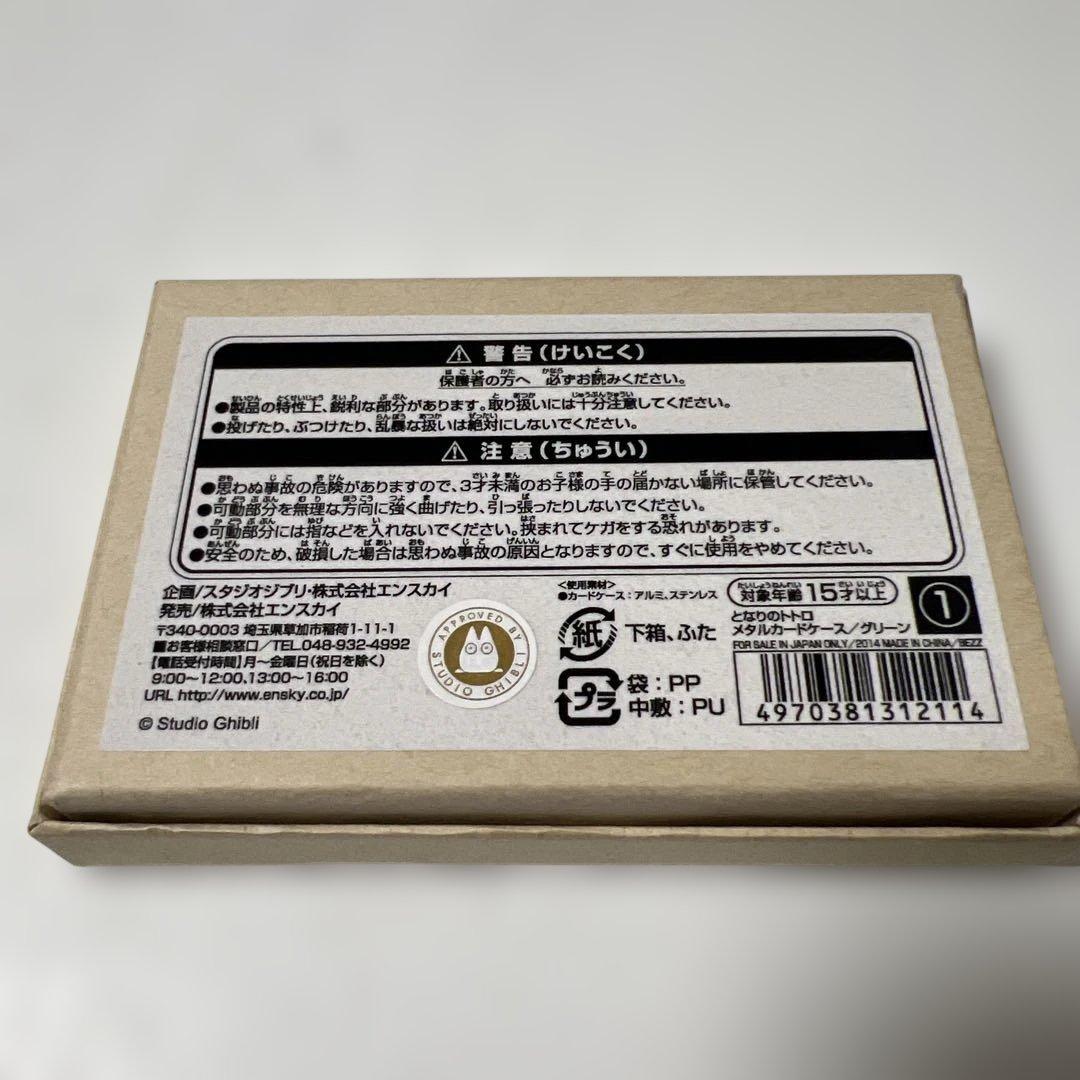 ⚠ 警告(けいこく)
保護者の方へ 必ずお読みください。
●製品の特性上、鋭利な部分があります。取り扱いには十分注意してください。
●投げたり、ぶつけたり、乱暴な扱いは絶対にしないでください。
⚠ 注意(ちゅうい)
●思わぬ事故の危険がありますので、3才未満のお子様の手の届かない場所に保管してください。
●可動部分を無理な方向に強く曲げたり、引っ張ったりしないでください。
●可動部分には指などを入れないでください。挟まれてケガをする恐れがあります。
●安全のため、破損した場合は思わぬ事故の原因となりますので、すぐに使用をやめてください。
企画/スタジオジブリ・株式会社エンスカイ
発売/株式会社エンスカイ
〒340-0003 埼玉県草加市稲荷1-11-1
■お客様相談窓口/TEL.048-932-4992
【電話受付時間】月〜金曜日(祝日を除く)
9:00〜12:00、13:00〜16:00
URL http://www.ensky.co.jp/
© Studio Ghibli
APPROVED BY
STUDIO GHIBLI
<使用素材>
●カードケース:アルミ、ステンレス
紙 下箱、ふた
プラ 袋:PP
中敷:PU
対象年齢15才以上
1
となりのトトロ
メタルカードケース/グリーン
FOR SALE IN JAPAN ONLY/2014 MADE IN CHINA/BEZZ
4970381312114